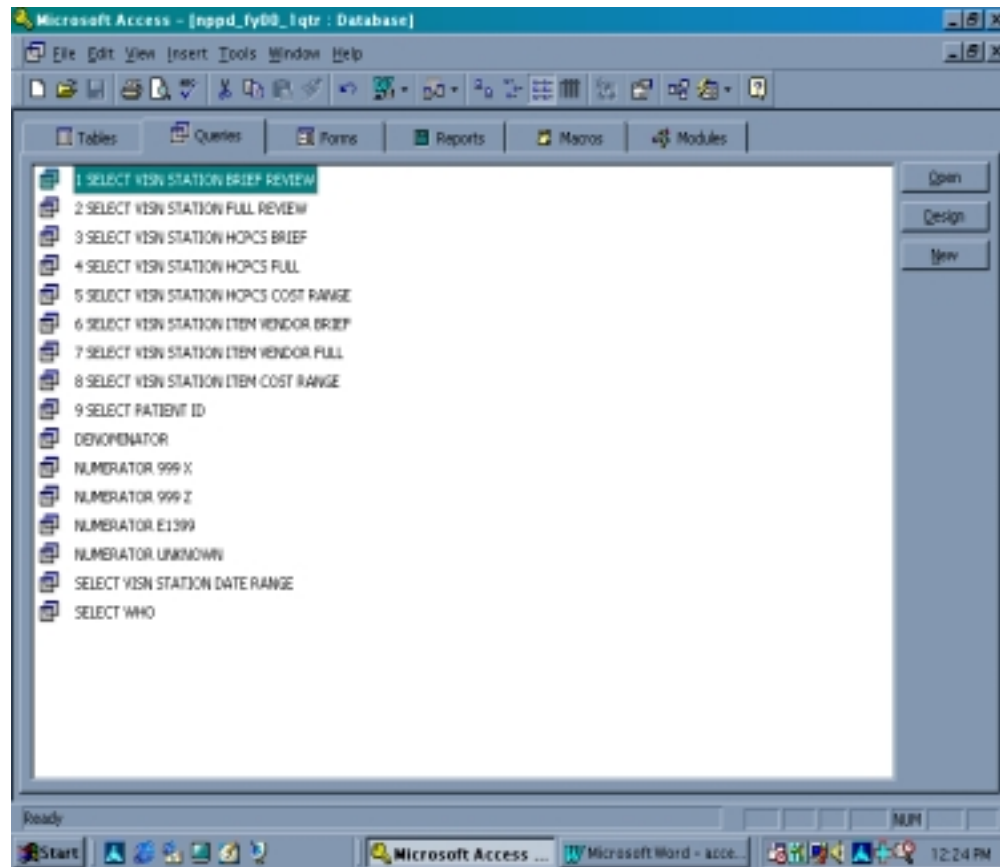 Microsoft Access - [nppd_fy00_1qtr : Database]
File Edit View Insert Tools Window Help
Tables Queries Forms Reports Macros Modules
1 SELECT VISN STATION BRIEF REVIEW
2 SELECT VISN STATION FULL REVIEW
3 SELECT VISN STATION HCPCS BRIEF
4 SELECT VISN STATION HCPCS FULL
5 SELECT VISN STATION HCPCS COST RANGE
6 SELECT VISN STATION ITEM VENDOR BRIEF
7 SELECT VISN STATION ITEM VENDOR FULL
8 SELECT VISN STATION ITEM COST RANGE
9 SELECT PATIENT ID
DENOMINATOR
NUMERATOR 999 X
NUMERATOR 999 Z
NUMERATOR E1399
NUMERATOR UNKNOWN
SELECT VISN STATION DATE RANGE
SELECT WHO
Open
Design
New
Ready NUM
Start Microsoft Access ... Microsoft Word - acce... 12:24 PM